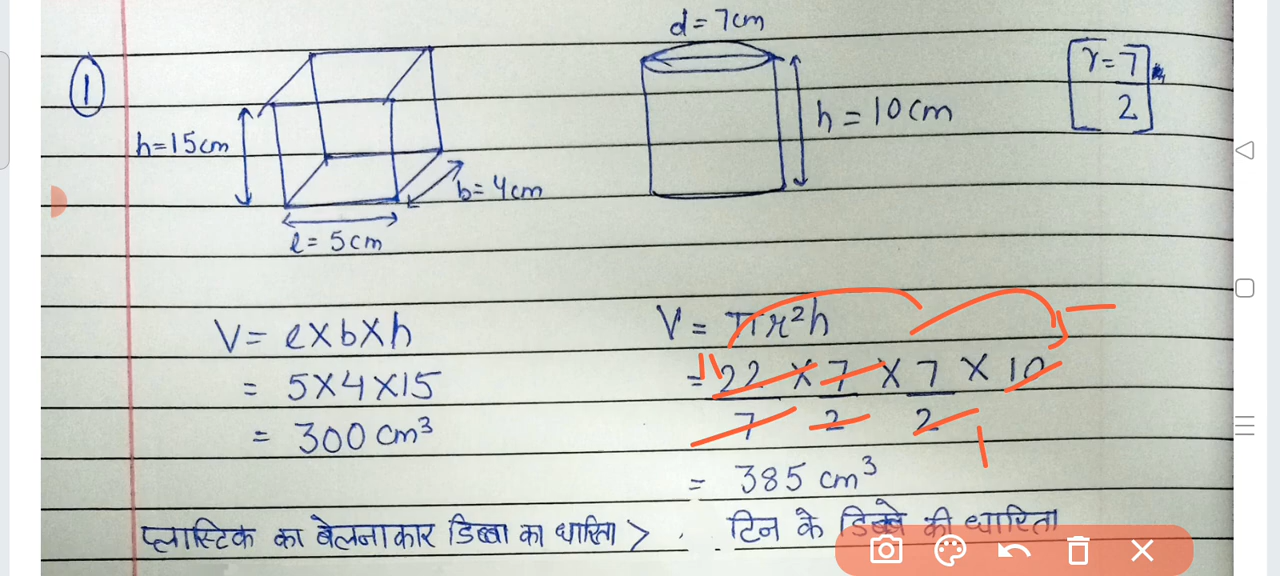 ① d=7cm
h=15cm h=10cm r=7/2
b=4cm
l=5cm
V= l×b×h V= πr²h
= 5×4×15 = 22/7 × 7/2 × 7/2 × 10
= 300 cm³ = 385 cm³
प्लास्टिक का बेलनाकार डिब्बा का धारिता > टिन के डिब्बे की धारिता